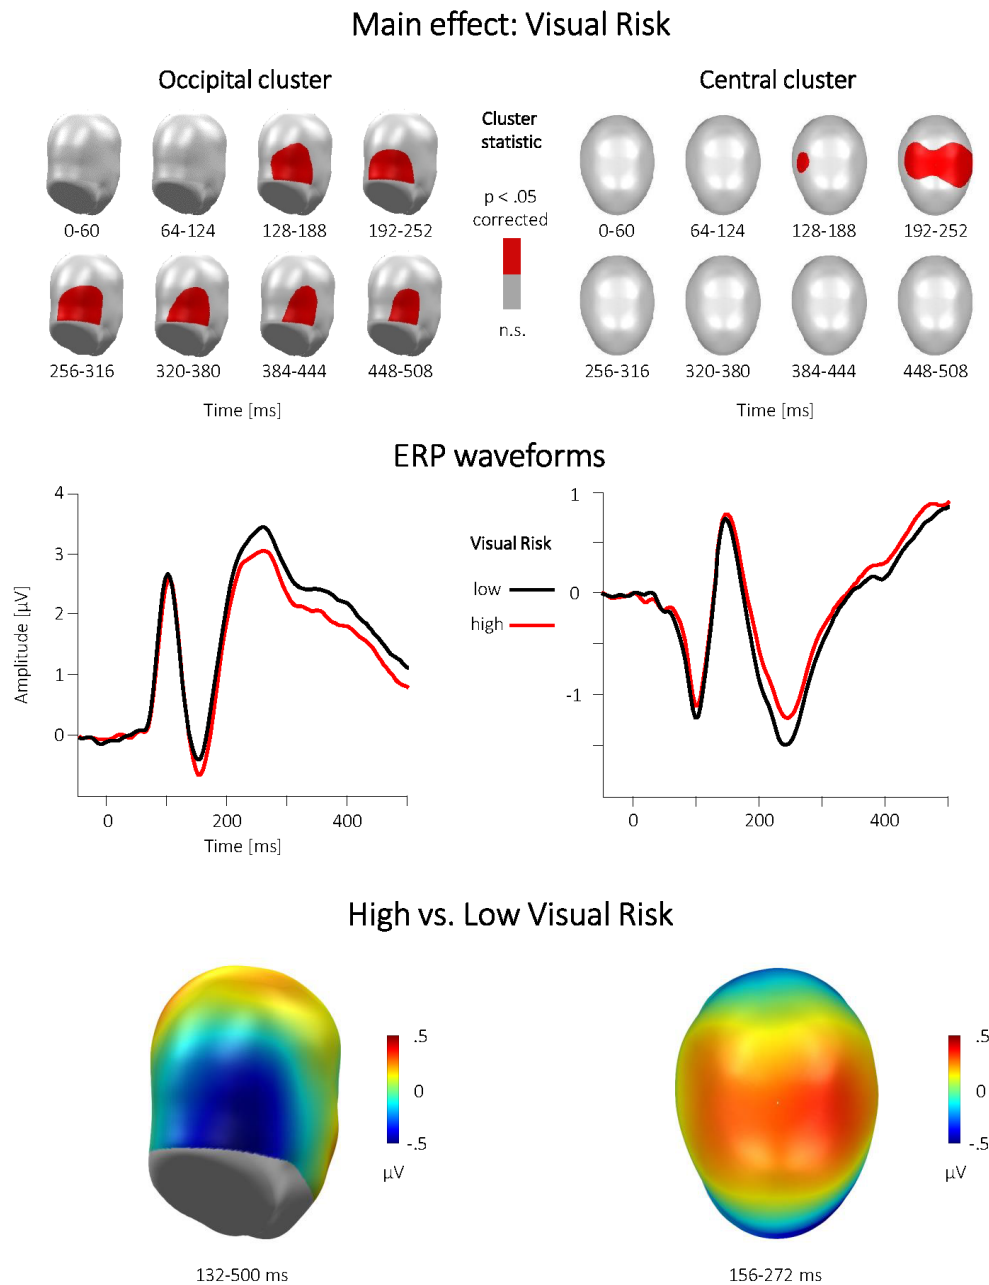 Main effect: Visual Risk
Occipital cluster
Central cluster
Cluster
statistic
p < .05
corrected
n.s.
0-60
64-124
128-188
192-252
256-316
320-380
384-444
448-508
Time [ms]
0-60
64-124
128-188
192-252
256-316
320-380
384-444
448-508
Time [ms]
ERP waveforms
4
3
2
1
0
Amplitude [µV]
0
200
400
Time [ms]
Visual Risk
low
high
1
0
-1
0
200
400
High vs. Low Visual Risk
.5
0
-.5
µV
132-500 ms
.5
0
-.5
µV
156-272 ms